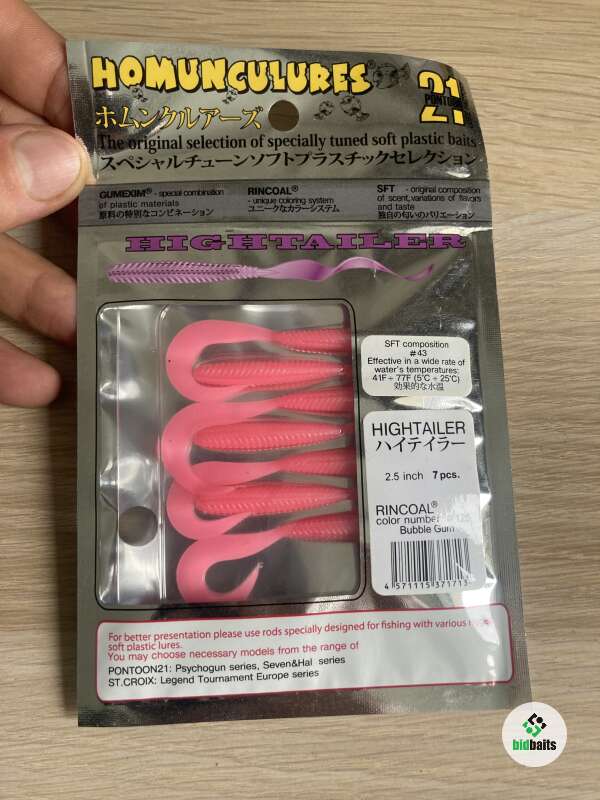 HOMUNCULURES®
21
PONTOON
ホムンクルアーズ
The original selection of specially tuned soft plastic baits
スペシャルチューンソフトプラスチックセレクション
GUMEXIM® - special combination
of plastic materials
原料の特別なコンビネーション
RINCOAL®
- unique coloring system
ユニークなカラーシステム
SFT - original composition
of scent, variations of flavors
and taste
独自の匂いのバリエーション
HIGHTAILER
SFT composition
#43
Effective in a wide rate of
water's temperatures:
41F ÷ 77F (5°C ÷ 25°C)
効果的な水温
HIGHTAILER
ハイテイラー
2.5 inch 7 pcs.
RINCOAL®
color number
Bubble Gum
4 571115 371713
For better presentation please use rods specially designed for fishing with various
soft plastic lures.
You may choose necessary models from the range of
PONTOON21: Psychogun series, Seven&Hal series
ST.CROIX: Legend Tournament Europe series
bidbaits